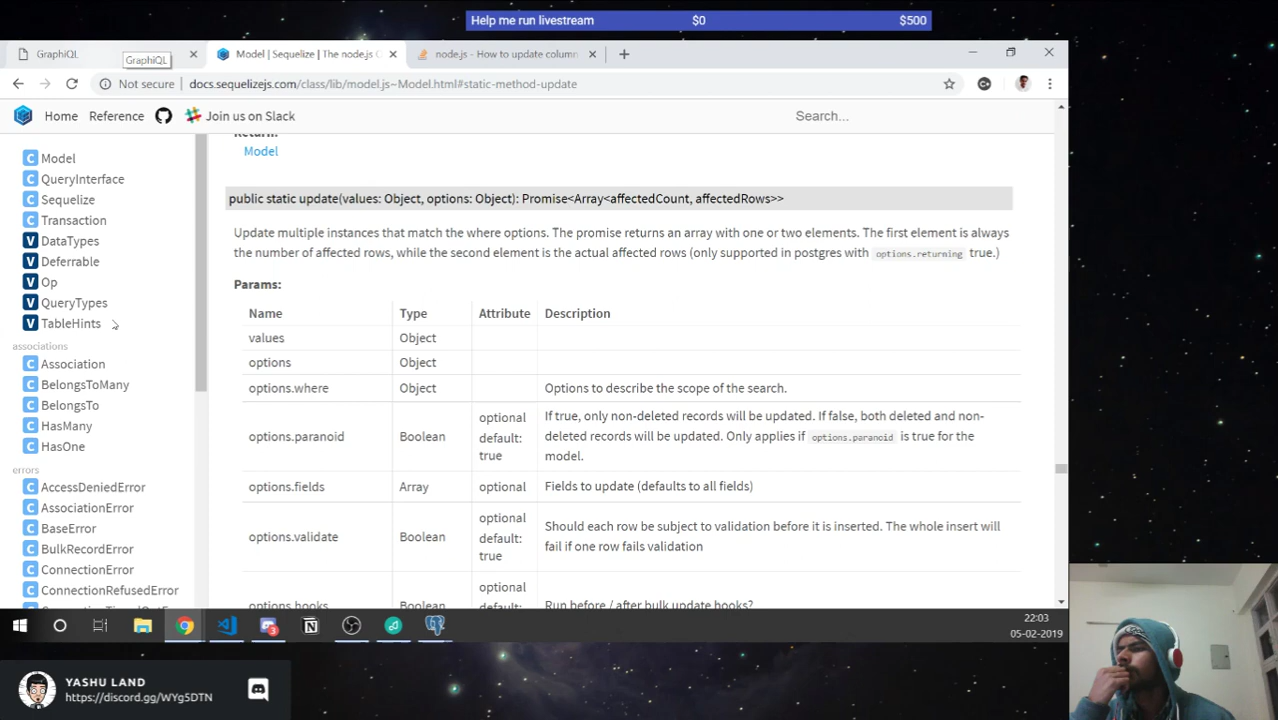 Help me run livestream $0 $500
GraphiQL
Model | Sequelize | The node.js
node.js - How to update colum
GraphiQL
Not secure
docs.sequelizejs.com/class/lib/model.js~Model.html#static-method-update
Home Reference Join us on Slack Search...
C Model
C QueryInterface
C Sequelize
C Transaction
V DataTypes
V Deferrable
V Op
V QueryTypes
V TableHints
associations
C Association
C BelongsToMany
C BelongsTo
C HasMany
C HasOne
errors
C AccessDeniedError
C AssociationError
C BaseError
C BulkRecordError
C ConnectionError
C ConnectionRefusedError
Return:
Model
public static update(values: Object, options: Object): Promise<Array<affectedCount, affectedRows>>
Update multiple instances that match the where options. The promise returns an array with one or two elements. The first element is always
the number of affected rows, while the second element is the actual affected rows (only supported in postgres with options.returning true.)
Params:
Name Type Attribute Description
values Object
options Object
options.where Object Options to describe the scope of the search.
options.paranoid Boolean optional default: true If true, only non-deleted records will be updated. If false, both deleted and non-
deleted records will be updated. Only applies if options.paranoid is true for the
model.
options.fields Array optional Fields to update (defaults to all fields)
options.validate Boolean optional default: true Should each row be subject to validation before it is inserted. The whole insert will
fail if one row fails validation
options.hooks Boolean optional default: Run before / after bulk update hooks?
3
22:03
05-02-2019
YASHU LAND
https://discord.gg/WYg5DTN